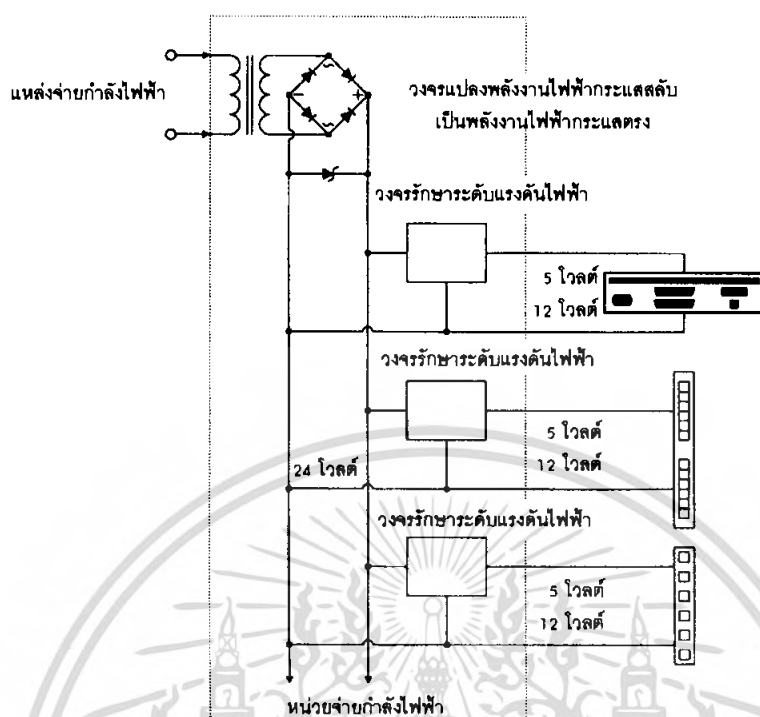 แหล่งจ่ายกำลังไฟฟ้า
วงจรแปลงพลังงานไฟฟ้ากระแสสลับ
เป็นพลังงานไฟฟ้ากระแสตรง
วงจรรักษาระดับแรงดันไฟฟ้า
5 โวลต์
12 โวลต์
วงจรรักษาระดับแรงดันไฟฟ้า
5 โวลต์
24 โวลต์
12 โวลต์
วงจรรักษาระดับแรงดันไฟฟ้า
5 โวลต์
12 โวลต์
หน่วยจ่ายกำลังไฟฟ้า